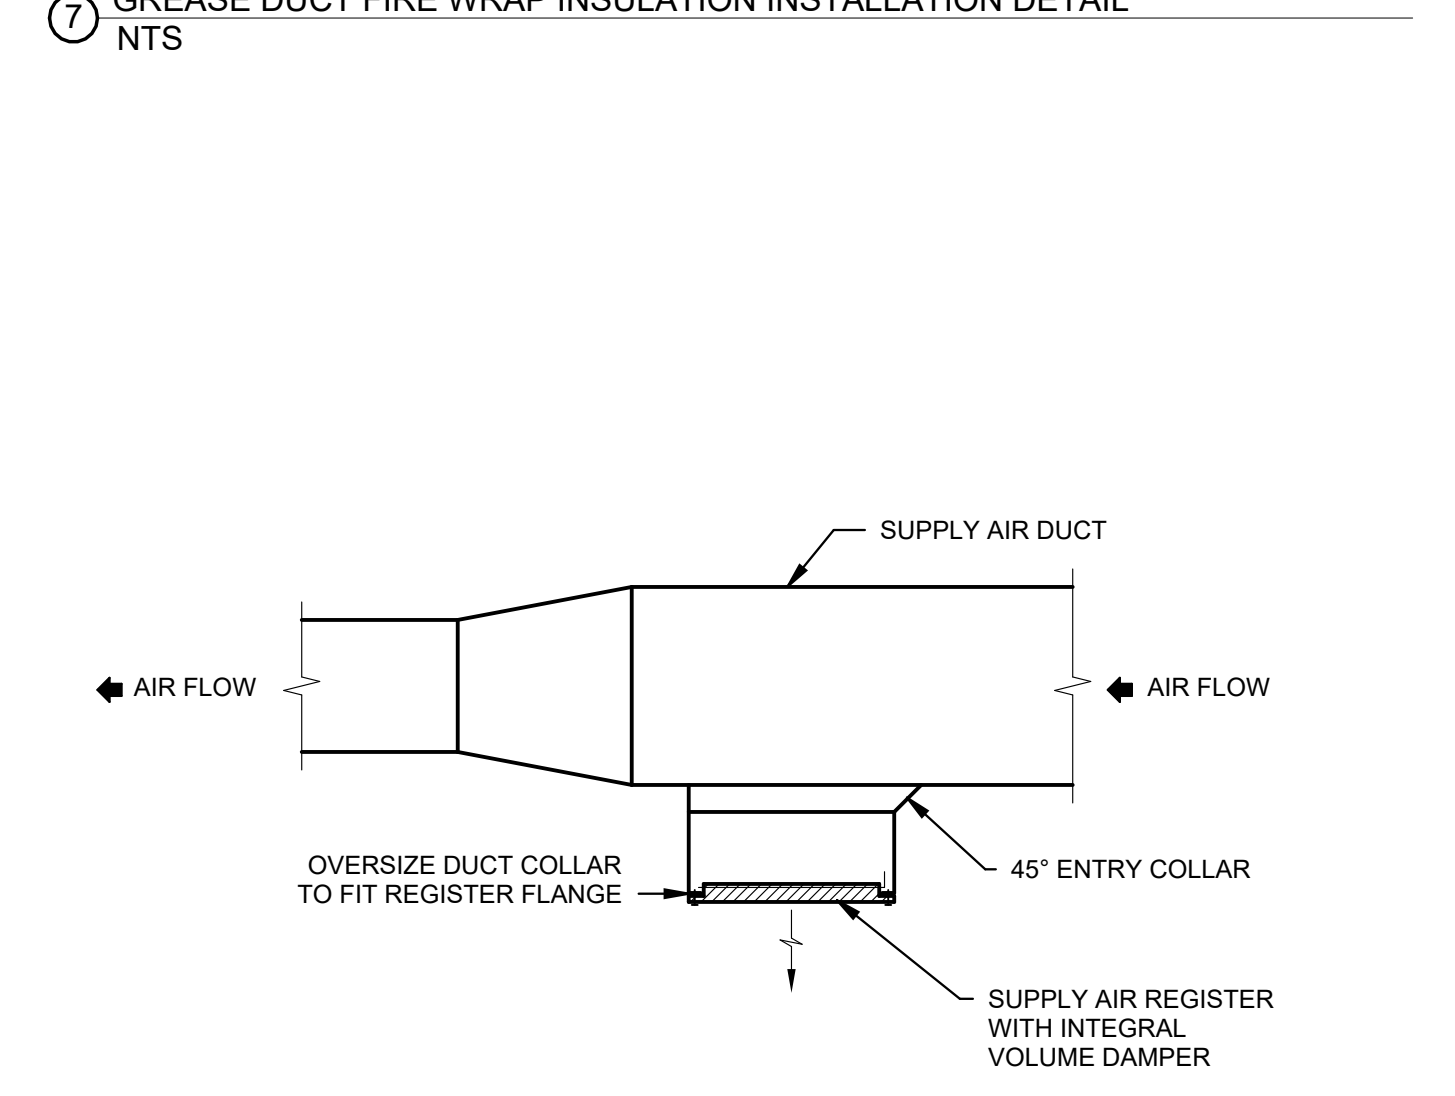 7
GREASE DUCT FIRE WRAP INSULATION INSTALLATION DETAIL
NTS
SUPPLY AIR DUCT
AIR FLOW
AIR FLOW
OVERSIZE DUCT COLLAR
TO FIT REGISTER FLANGE
45° ENTRY COLLAR
SUPPLY AIR REGISTER
WITH INTEGRAL
VOLUME DAMPER